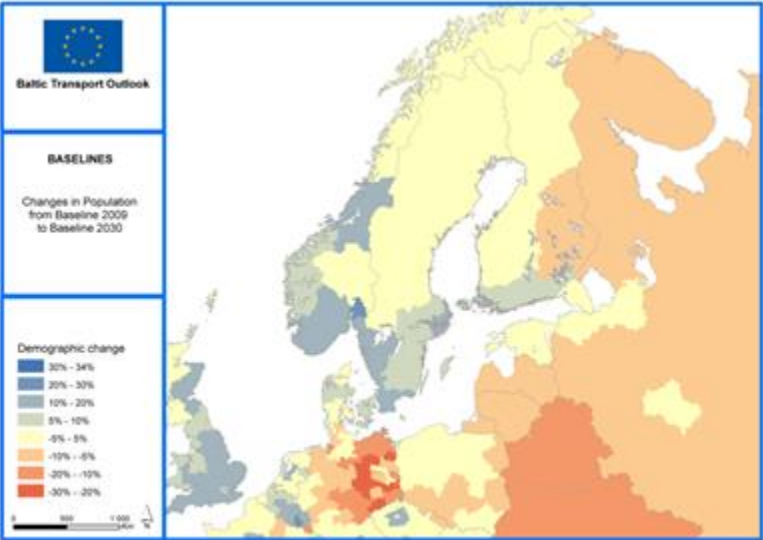 Baltic Transport Outlook
BASELINES
Changes in Population
from Baseline 2009
to Baseline 2030
Demographic change
30% - 34%
20% - 30%
10% - 20%
5% - 10%
-5% - 5%
-10% - -5%
-20% - -10%
-30% - -20%
0 500 1 000
Km
N